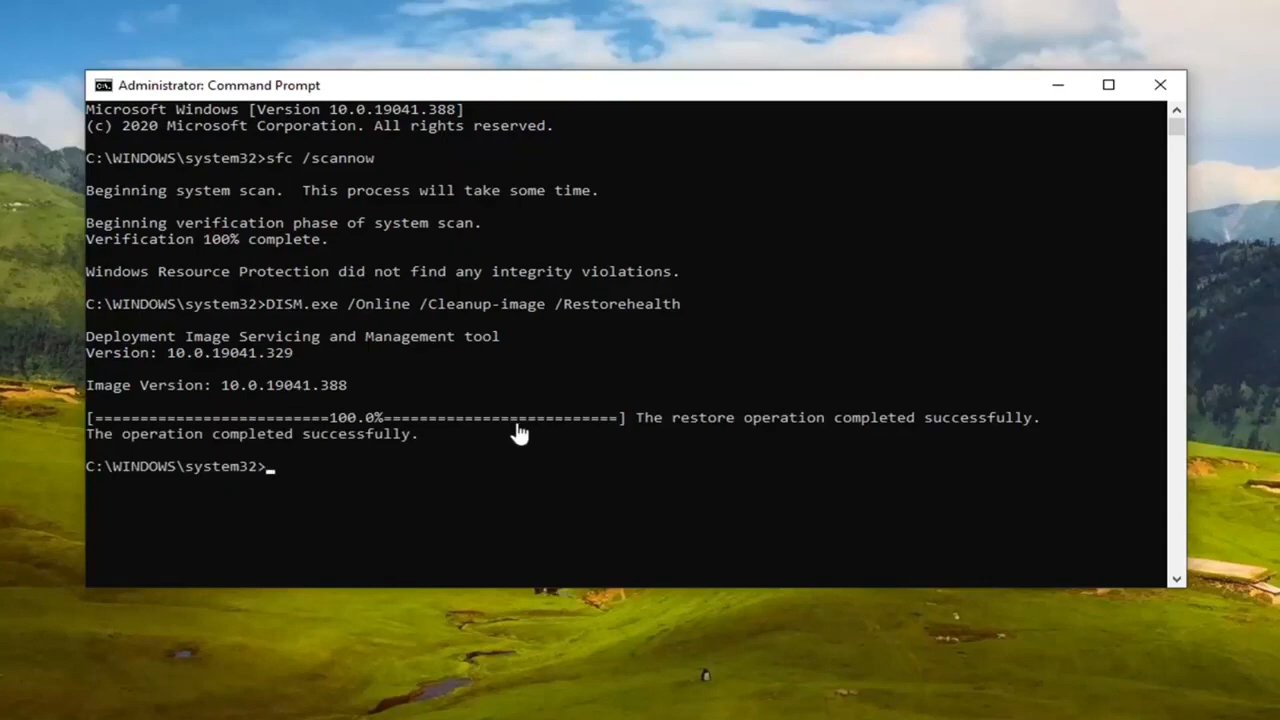 Administrator: Command Prompt
Microsoft Windows [Version 10.0.19041.388]
(c) 2020 Microsoft Corporation. All rights reserved.
C:\WINDOWS\system32>sfc /scannow
Beginning system scan.  This process will take some time.
Beginning verification phase of system scan.
Verification 100% complete.
Windows Resource Protection did not find any integrity violations.
C:\WINDOWS\system32>DISM.exe /Online /Cleanup-image /Restorehealth
Deployment Image Servicing and Management tool
Version: 10.0.19041.329
Image Version: 10.0.19041.388
[==========================100.0%==========================] The restore operation completed successfully.
The operation completed successfully.
C:\WINDOWS\system32>